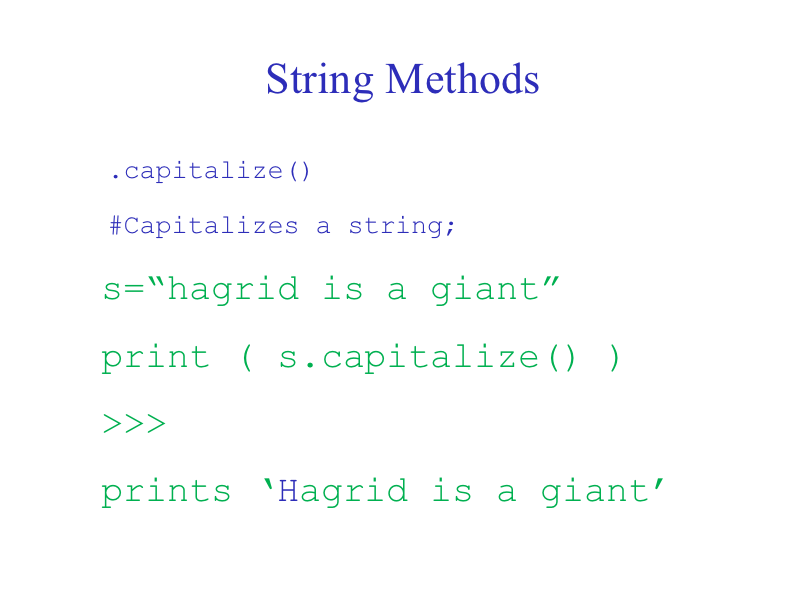 String Methods
.capitalize()
#Capitalizes a string;
s=“hagrid is a giant”
print ( s.capitalize() )
>>>
prints ‘Hagrid is a giant’